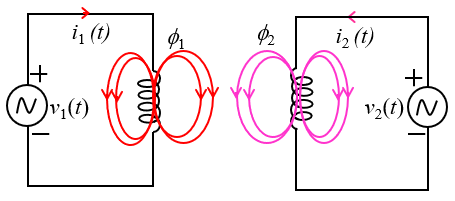 i₁(t) ϕ₁ ϕ₂ i₂(t)
+ +
v₁(t) v₂(t)
− −